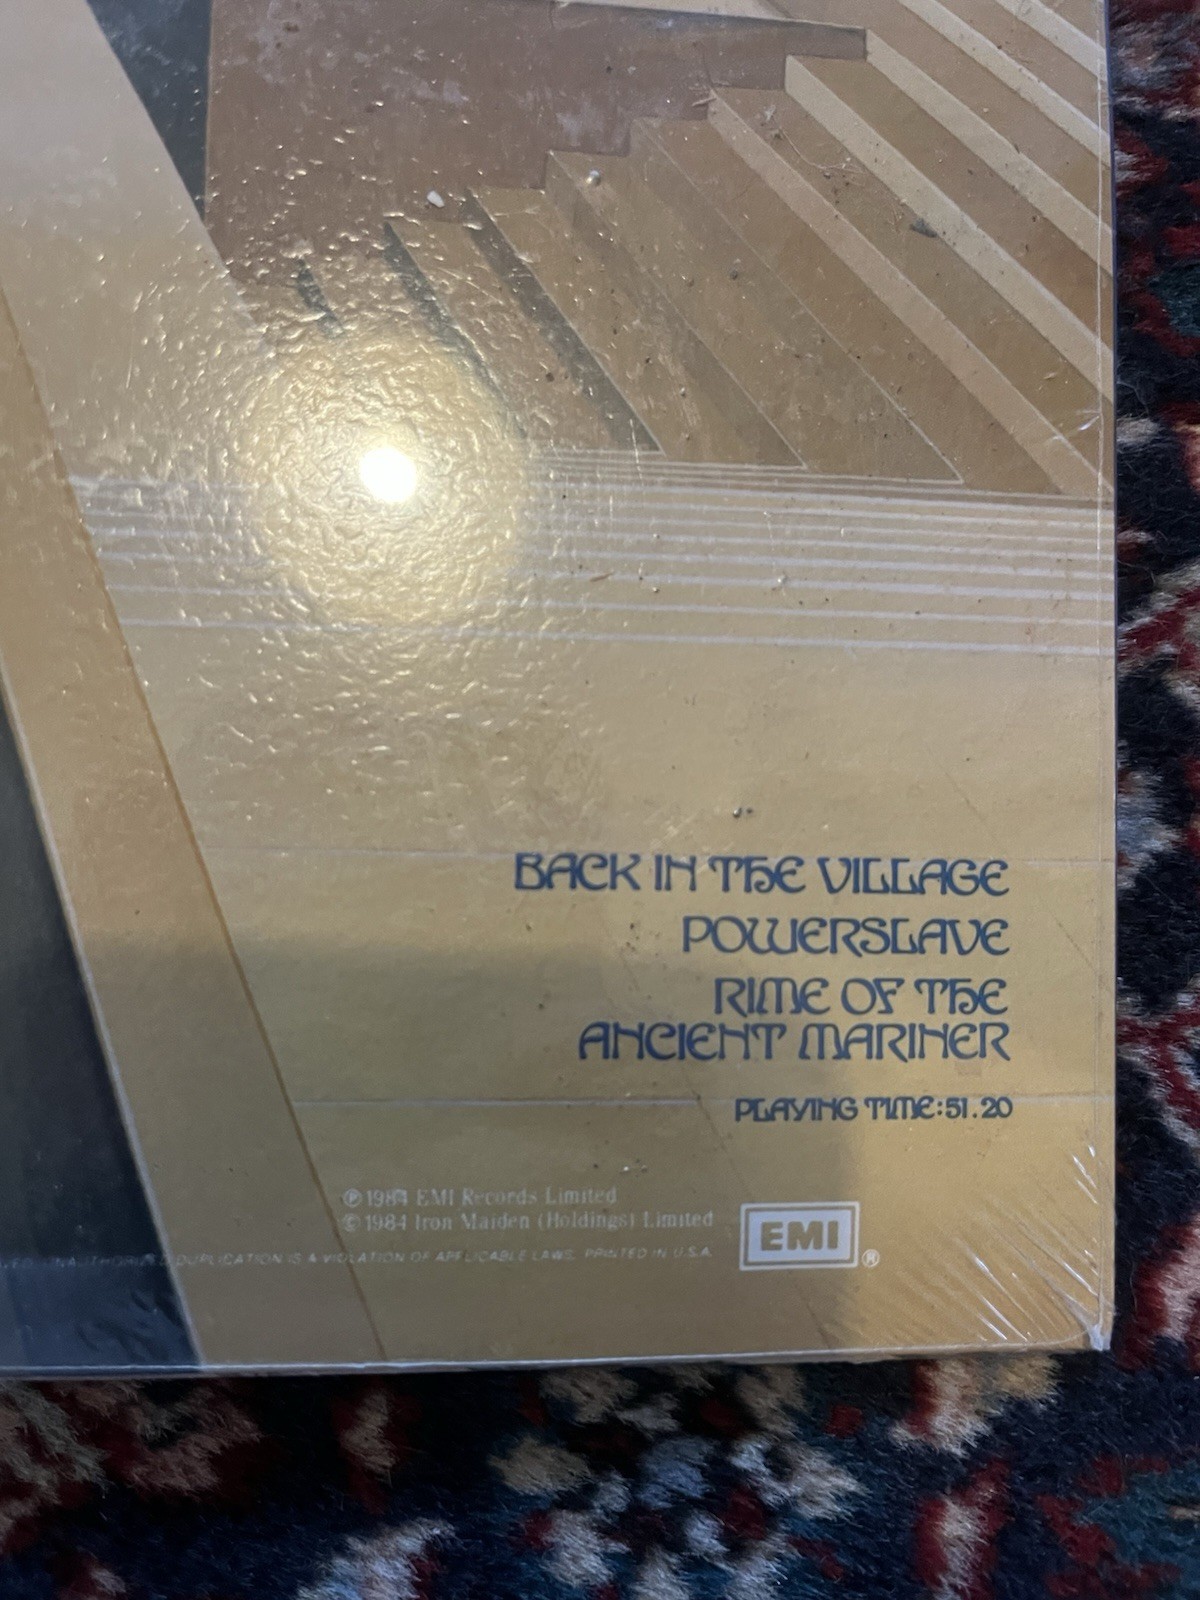 BACK IN THE VILLAGE
POWERSLAVE
RIME OF THE
ANCIENT MARINER
PLAYING TIME:51.20
℗ 1984 EMI Records Limited
© 1984 Iron Maiden (Holdings) Limited
EMI ®
UNAUTHORISED DUPLICATION IS A VIOLATION OF APPLICABLE LAWS. PRINTED IN U.S.A.